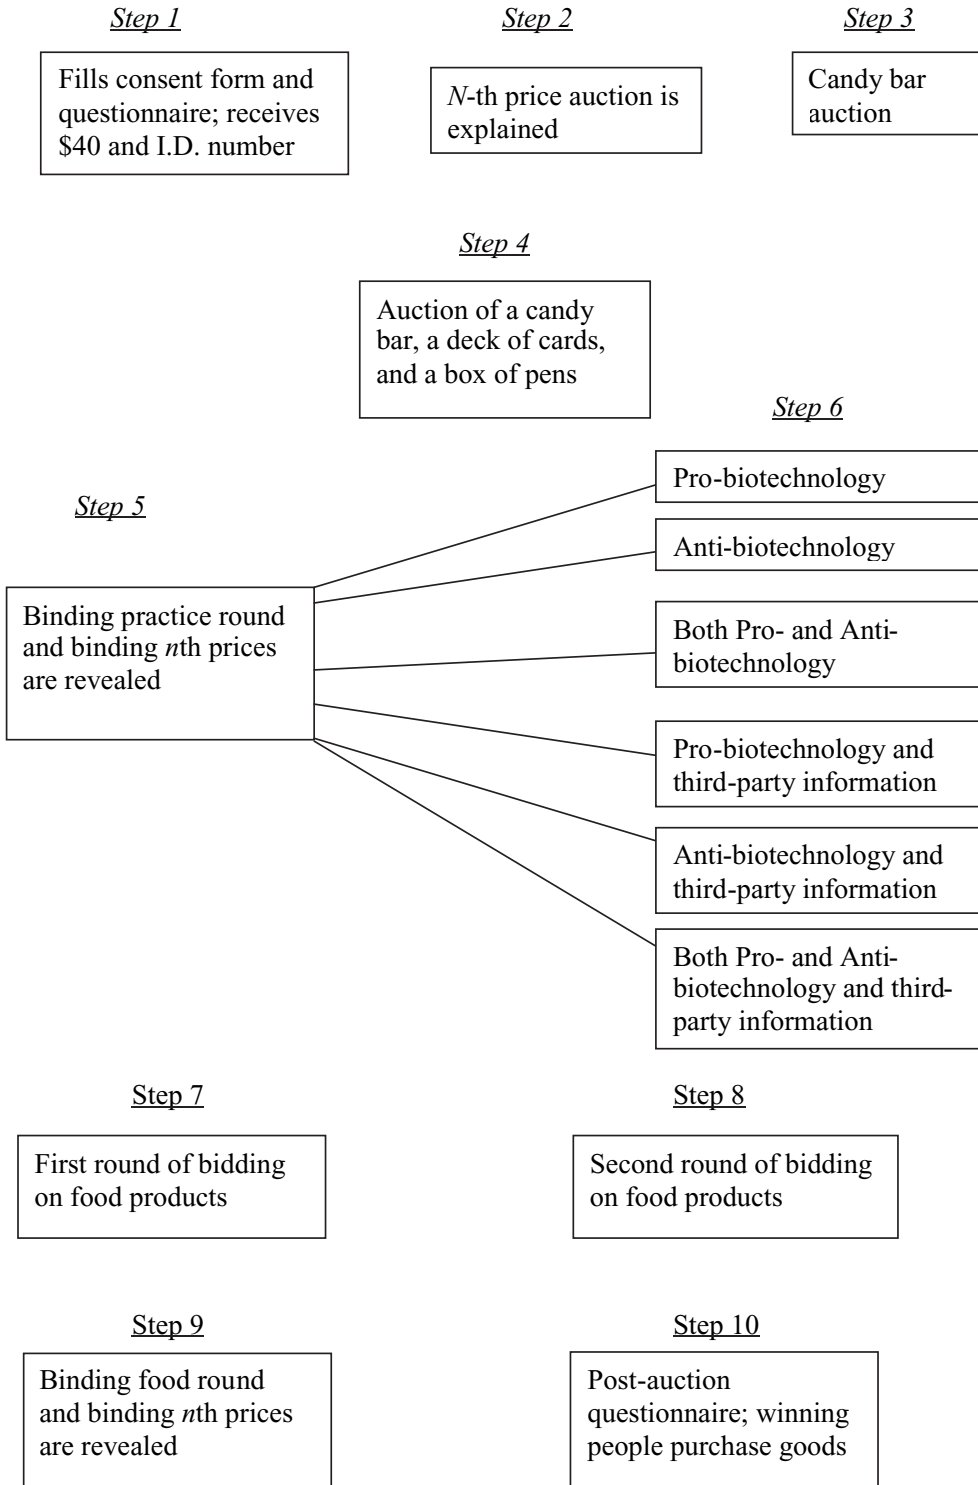 Step 1
Step 2
Step 3
Fills consent form and
questionnaire; receives
$40 and I.D. number
N-th price auction is
explained
Candy bar
auction
Step 4
Auction of a candy
bar, a deck of cards,
and a box of pens
Step 5
Binding practice round
and binding nth prices
are revealed
Step 6
Pro-biotechnology
Anti-biotechnology
Both Pro- and Anti-
biotechnology
Pro-biotechnology and
third-party information
Anti-biotechnology and
third-party information
Both Pro- and Anti-
biotechnology and third-
party information
Step 7
First round of bidding
on food products
Step 8
Second round of bidding
on food products
Step 9
Binding food round
and binding nth prices
are revealed
Step 10
Post-auction
questionnaire; winning
people purchase goods